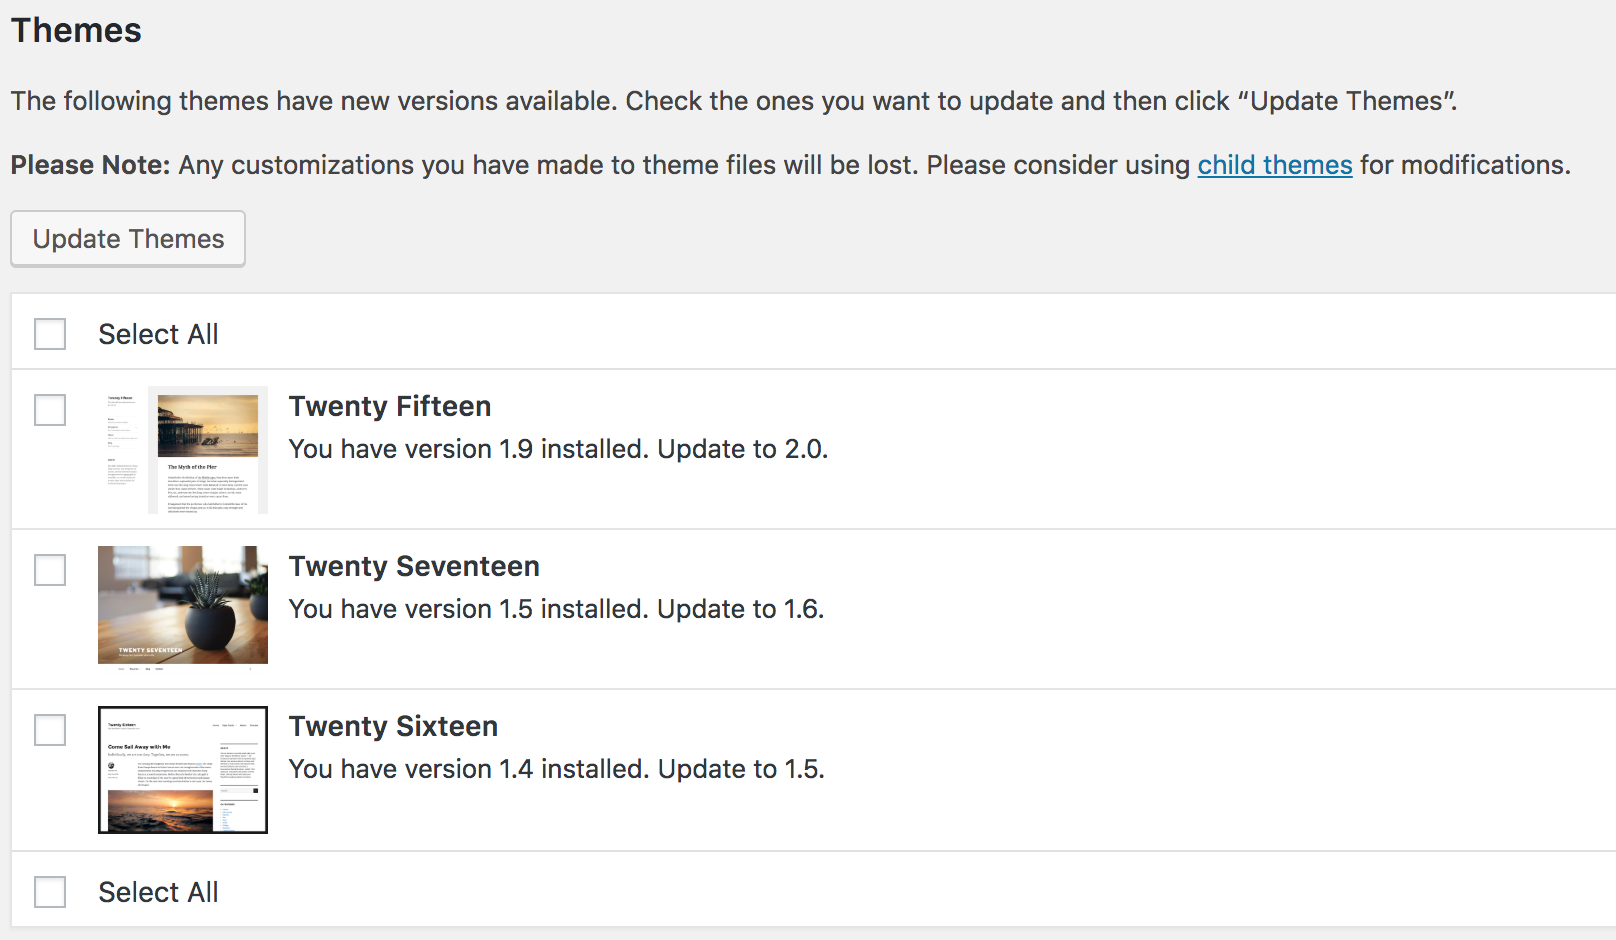 Themes
The following themes have new versions available. Check the ones you want to update and then click “Update Themes”.
Please Note: Any customizations you have made to theme files will be lost. Please consider using child themes for modifications.
Update Themes
Select All
Twenty Fifteen
The Myth of the Pier
Twenty Fifteen
You have version 1.9 installed. Update to 2.0.
TWENTY SEVENTEEN
Twenty Seventeen
You have version 1.5 installed. Update to 1.6.
Twenty Sixteen
Come Sail Away with Me
Twenty Sixteen
You have version 1.4 installed. Update to 1.5.
Select All